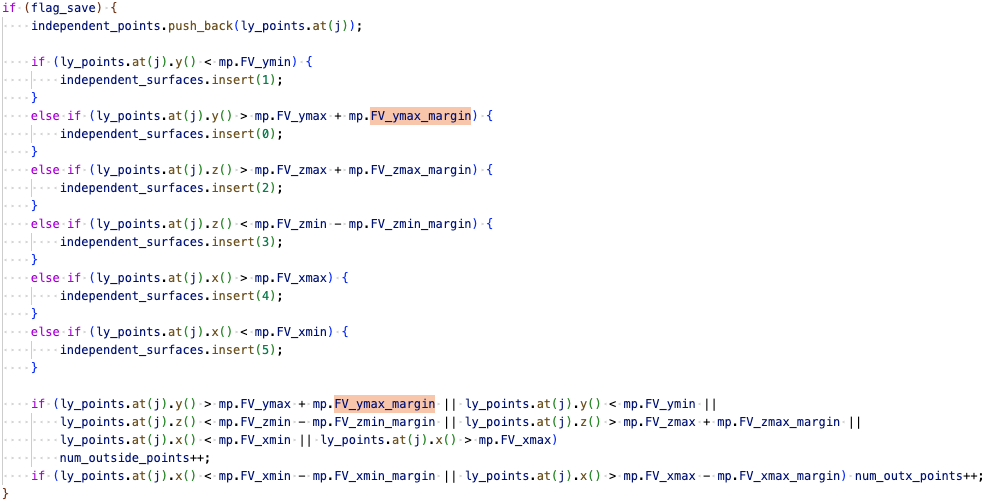 if (flag_save) {
    independent_points.push_back(ly_points.at(j));

    if (ly_points.at(j).y() < mp.FV_ymin) {
        independent_surfaces.insert(1);
    }
    else if (ly_points.at(j).y() > mp.FV_ymax + mp.FV_ymax_margin) {
        independent_surfaces.insert(0);
    }
    else if (ly_points.at(j).z() > mp.FV_zmax + mp.FV_zmax_margin) {
        independent_surfaces.insert(2);
    }
    else if (ly_points.at(j).z() < mp.FV_zmin - mp.FV_zmin_margin) {
        independent_surfaces.insert(3);
    }
    else if (ly_points.at(j).x() > mp.FV_xmax) {
        independent_surfaces.insert(4);
    }
    else if (ly_points.at(j).x() < mp.FV_xmin) {
        independent_surfaces.insert(5);
    }

    if (ly_points.at(j).y() > mp.FV_ymax + mp.FV_ymax_margin || ly_points.at(j).y() < mp.FV_ymin ||
        ly_points.at(j).z() < mp.FV_zmin - mp.FV_zmin_margin || ly_points.at(j).z() > mp.FV_zmax + mp.FV_zmax_margin ||
        ly_points.at(j).x() < mp.FV_xmin || ly_points.at(j).x() > mp.FV_xmax)
        num_outside_points++;
    if (ly_points.at(j).x() < mp.FV_xmin - mp.FV_xmin_margin || ly_points.at(j).x() > mp.FV_xmax - mp.FV_xmax_margin) num_outx_points++;
}